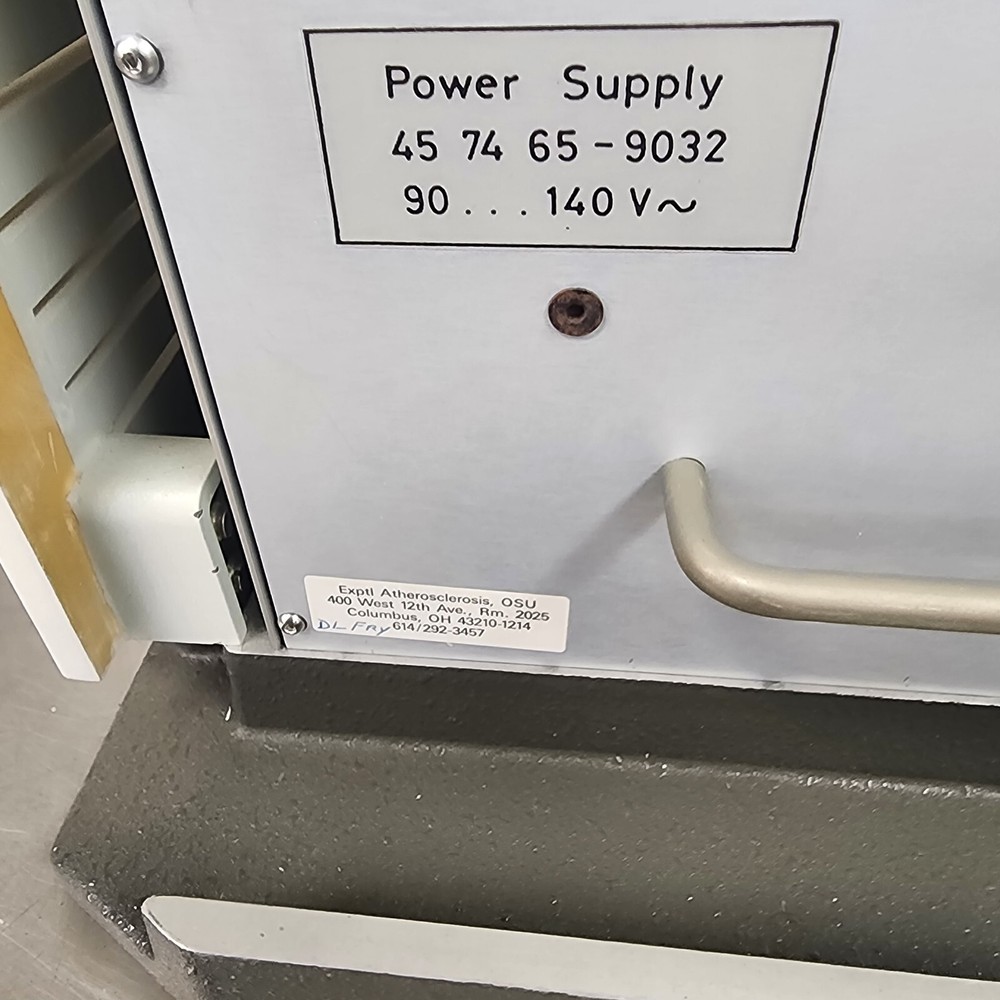 Power Supply
45 74 65 - 9032
90 . . . 140 V ~
Exptl Atherosclerosis, OSU
400 West 12th Ave., Rm. 2025
Columbus, OH 43210-1214
DL FRy 614/292-3457